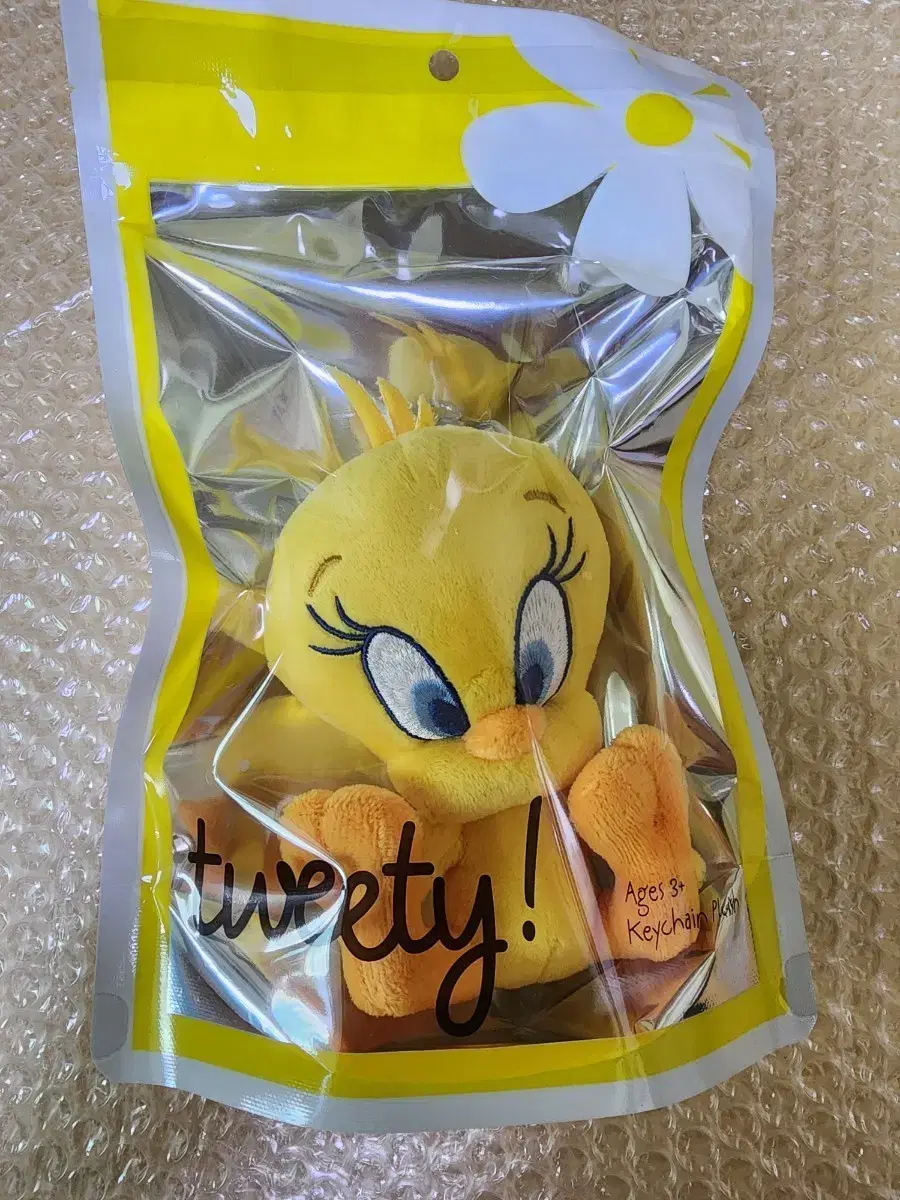 tweety!
Ages 3+
Keychain Plush